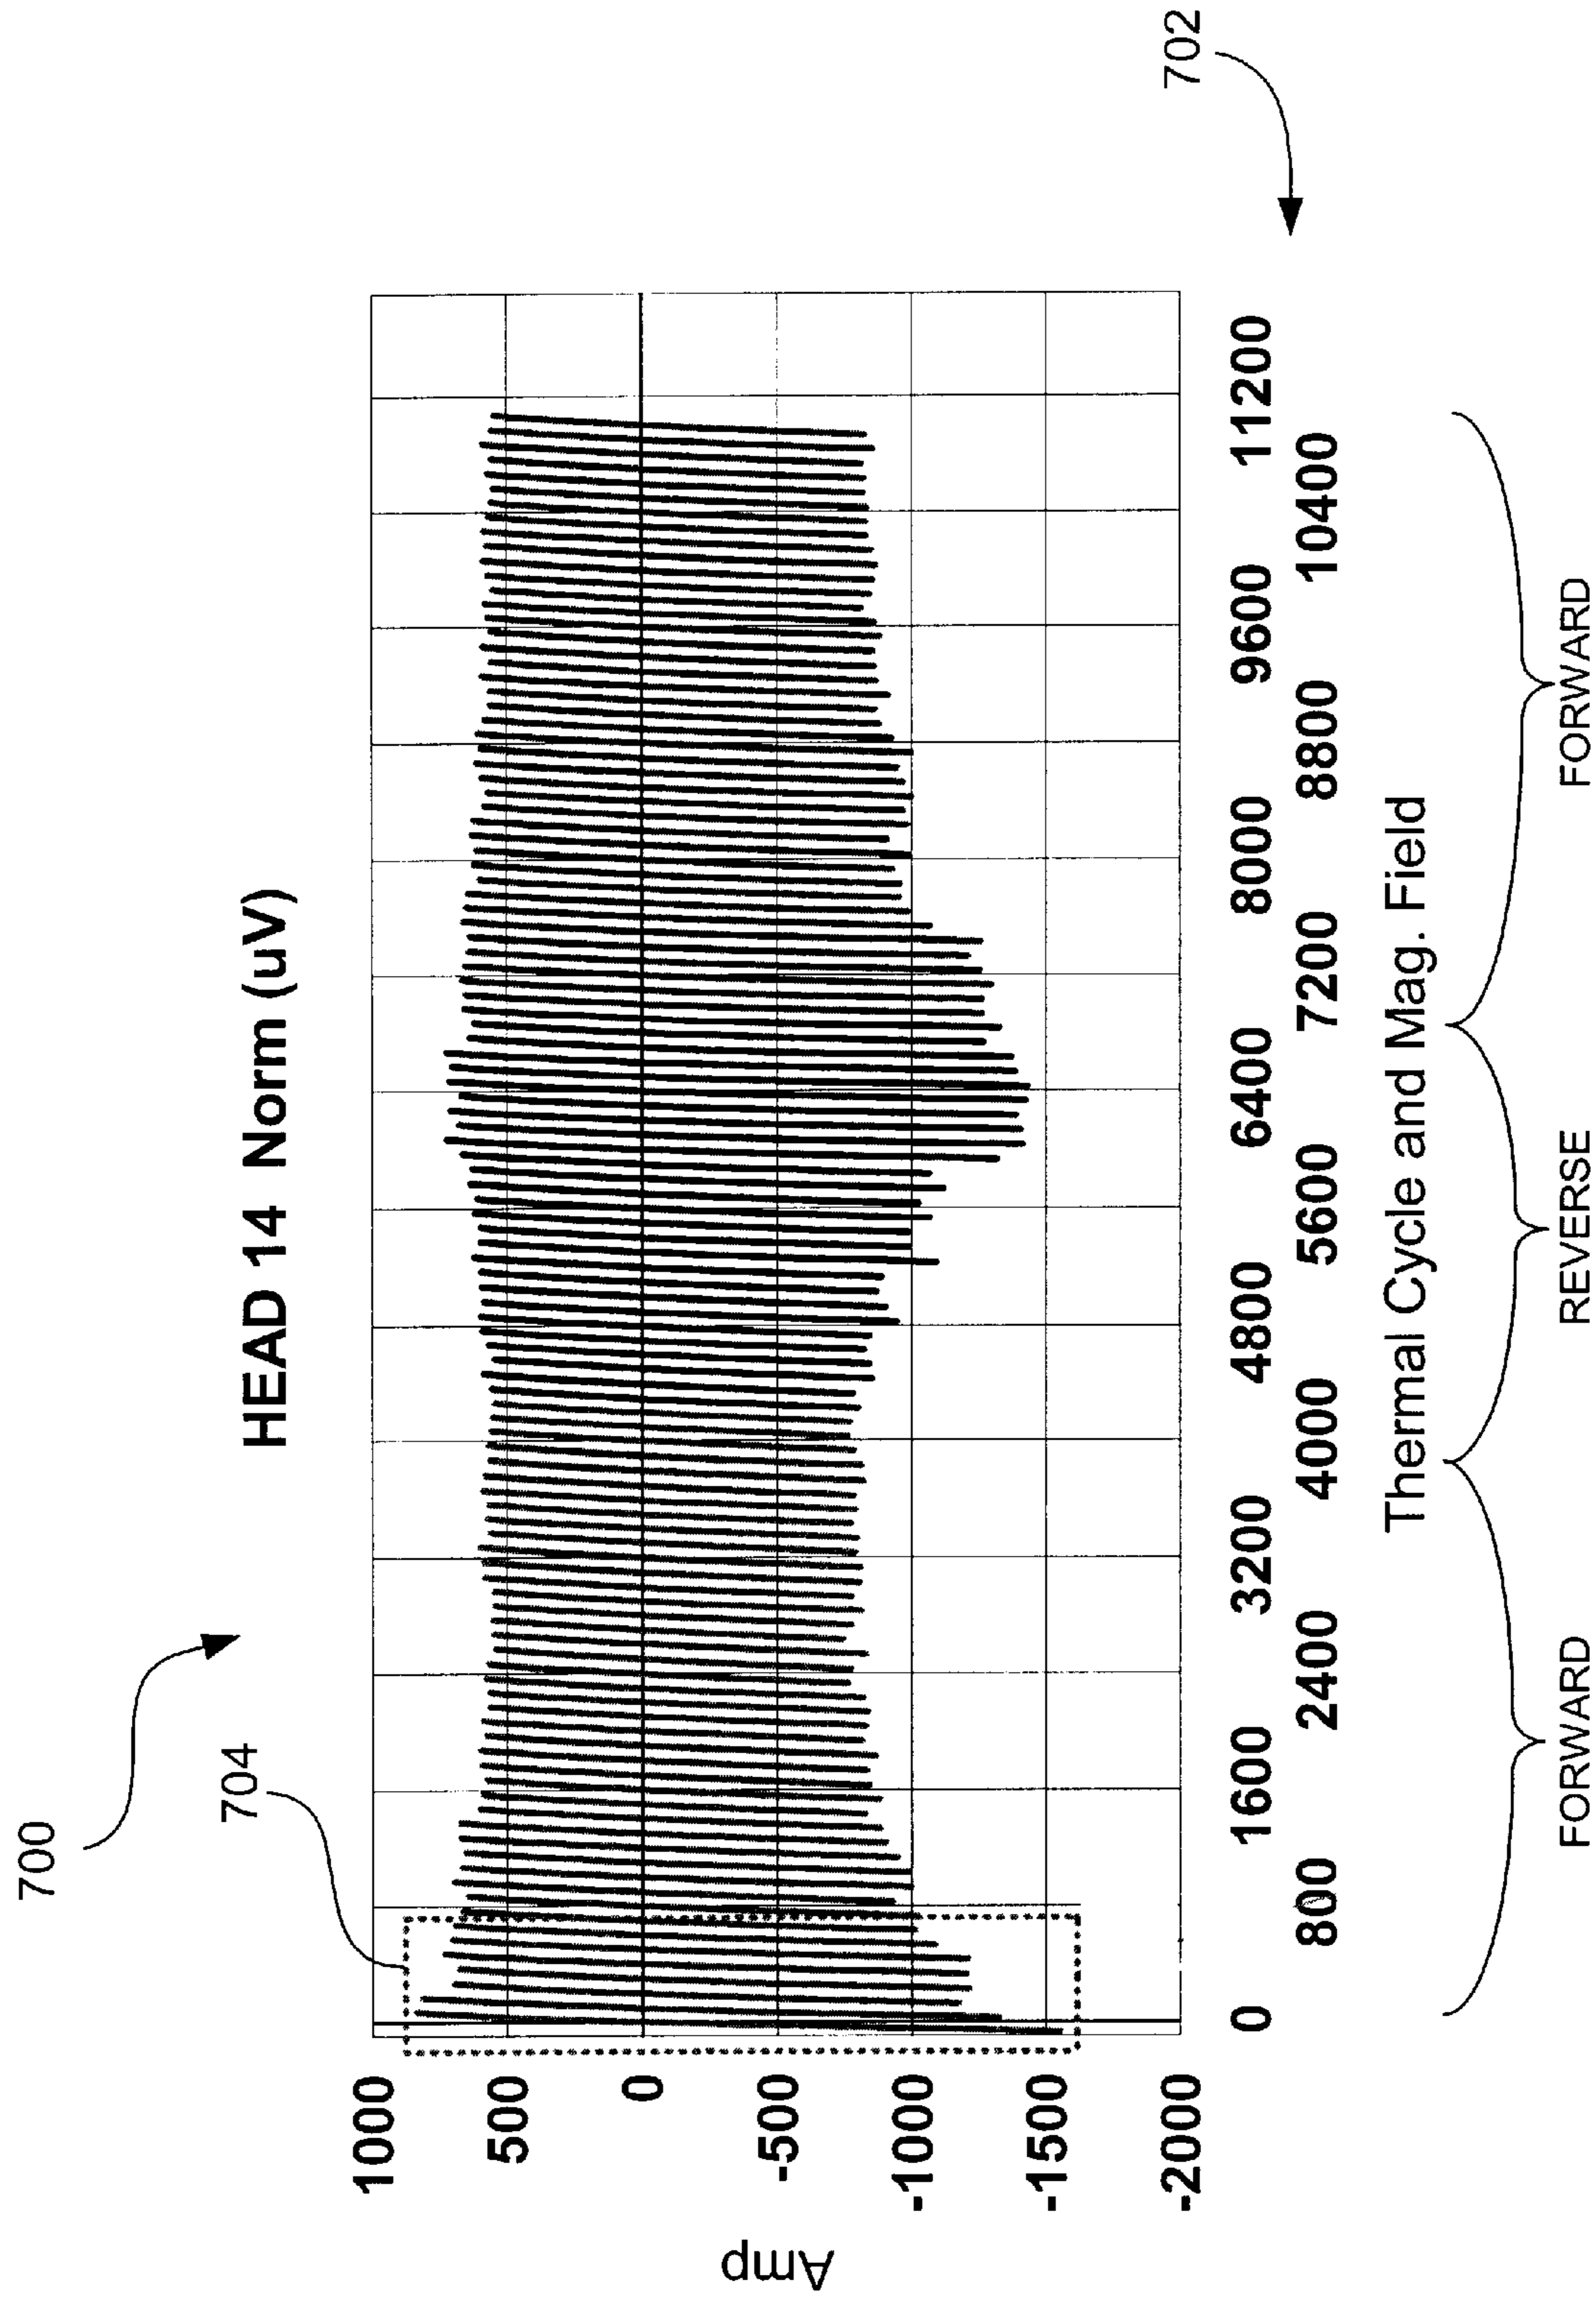 700
HEAD 14 Norm (uV)
704
702
1000
500
0
-500
-1000
-1500
-2000
Amp
0 1600 3200 4800 6400 8000 9600 11200
800 2400 4000 5600 7200 8800 10400
Thermal Cycle and Mag. Field
FORWARD REVERSE FORWARD